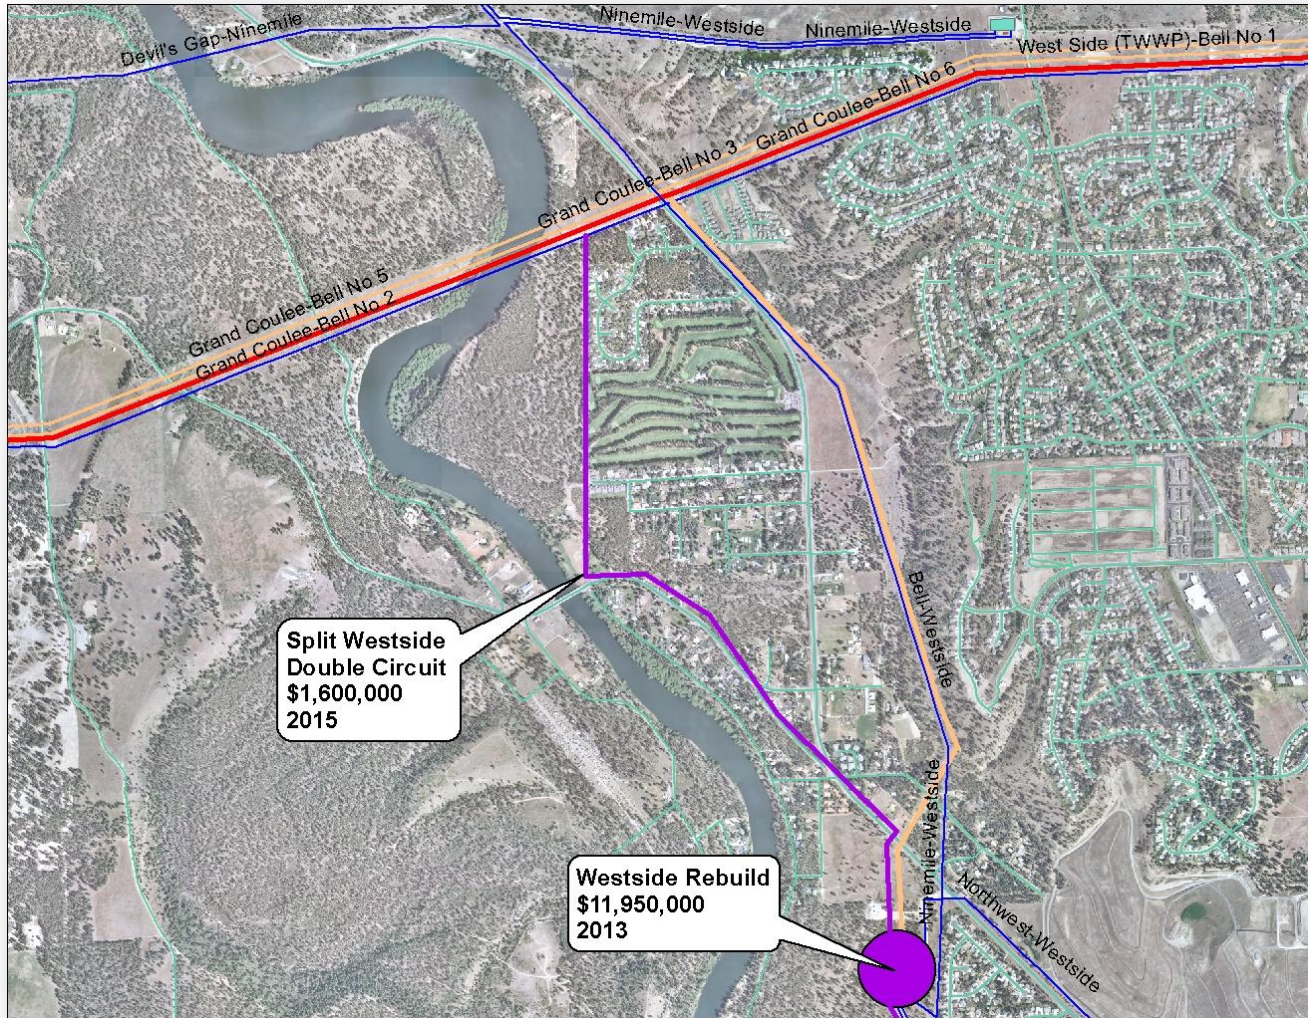 Devil's Gap-Ninemile
Ninemile-Westside
Ninemile-Westside
West Side (TWWP)-Bell No 1
Grand Coulee-Bell No 6
Grand Coulee-Bell No 3
Grand Coulee-Bell No 5
Grand Coulee-Bell No 2
Bell-Westside
Split Westside
Double Circuit
$1,600,000
2015
Ninemile-Westside
Westside Rebuild
$11,950,000
2013
Northwest-Westside